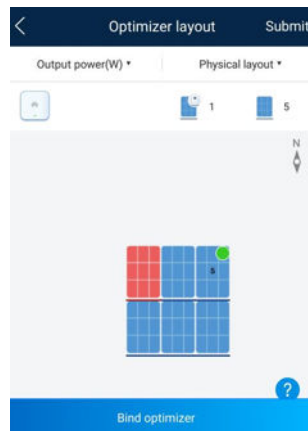 Optimizer layout Submit
Output power(W) Physical layout
1 5
N
5
?
Bind optimizer